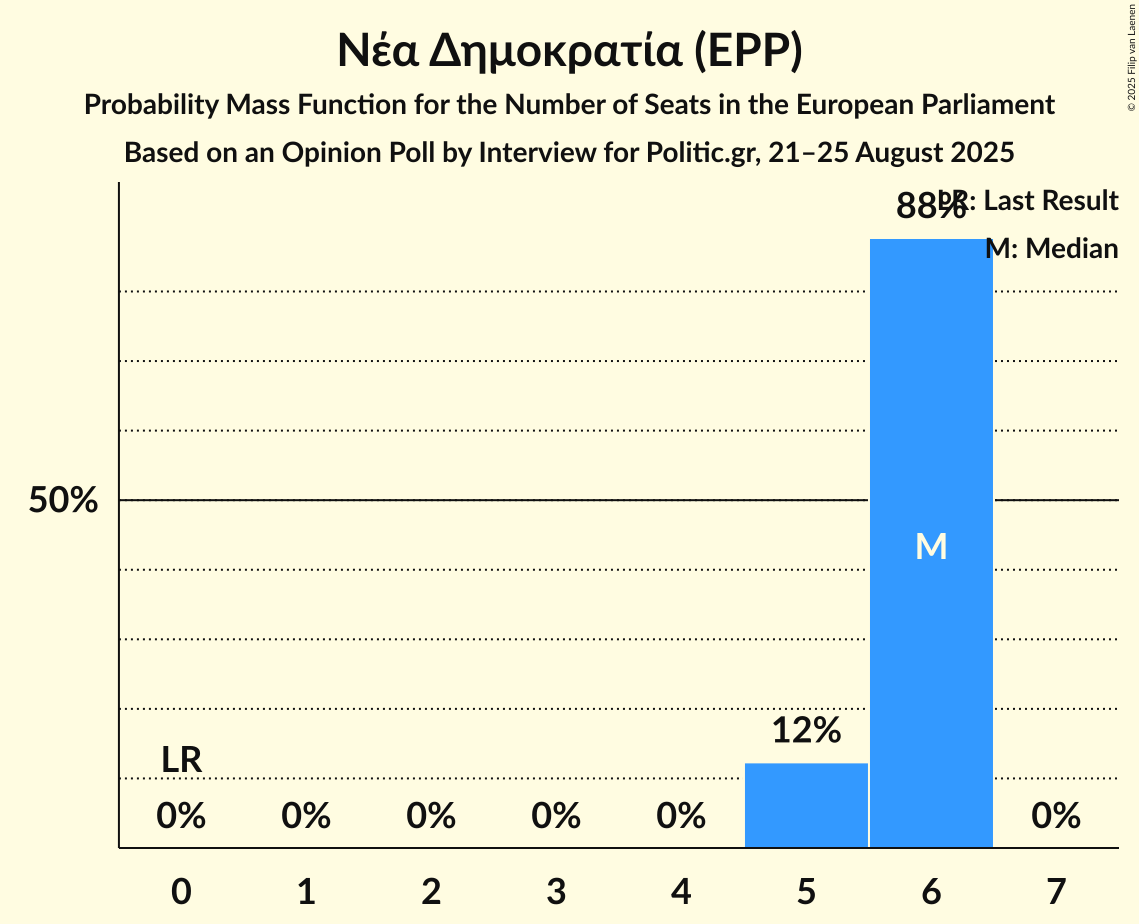 Νέα Δημοκρατία (EPP)
Probability Mass Function for the Number of Seats in the European Parliament
Based on an Opinion Poll by Interview for Politic.gr, 21–25 August 2025
© 2025 Filip van Laenen
88%
LR: Last Result
M: Median
50%
M
12%
LR
0% 0% 0% 0% 0% 0%
0 1 2 3 4 5 6 7